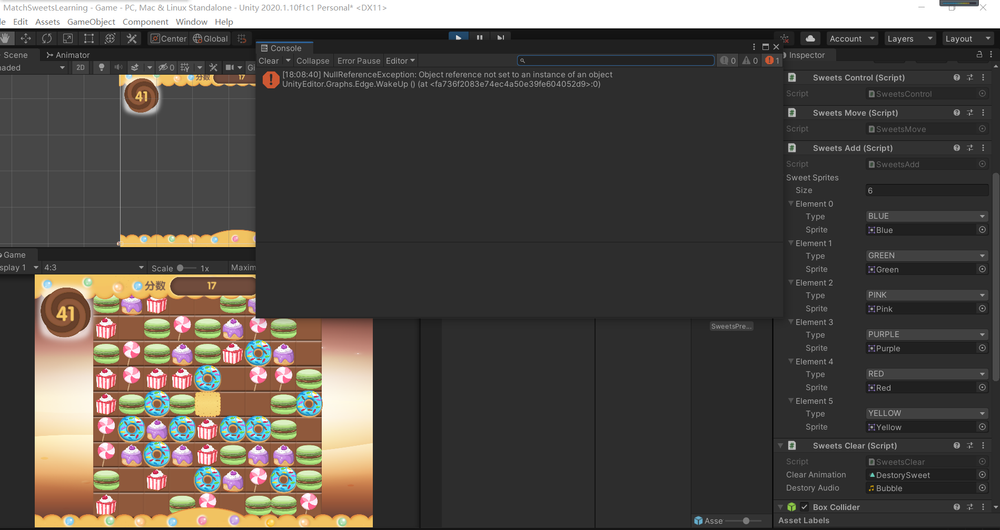 MatchSweetsLearning - Game - PC, Mac & Linux Standalone - Unity 2020.1.10f1c1 Personal* <DX11>
le Edit Assets GameObject Component Window Help
Center Global
Account Layers Layout
Scene Animator
Console
Inspector
aded 2D 0 Gi
Clear Collapse Error Pause Editor 0 0 1
分数 17
41
[18:08:40] NullReferenceException: Object reference not set to an instance of an object
UnityEditor.Graphs.Edge.WakeUp () (at <fa736f2083e74ec4a50e39fe604052d9>:0)
Sweets Control (Script)
Script SweetsControl
Sweets Move (Script)
Script SweetsMove
Sweets Add (Script)
Script SweetsAdd
Sweet Sprites
Size 6
Element 0
Type BLUE
Sprite Blue
Element 1
Type GREEN
Sprite Green
Element 2
Type PINK
Sprite Pink
Element 3
Type PURPLE
Sprite Purple
Element 4
Type RED
Sprite Red
Element 5
Type YELLOW
Sprite Yellow
Sweets Clear (Script)
Script SweetsClear
Clear Animation DestorySweet
Destory Audio Bubble
Box Collider
Asset Labels
Game
splay 1 4:3 Scale 1x Maxim
分数 17
41
SweetsPre...
Asse